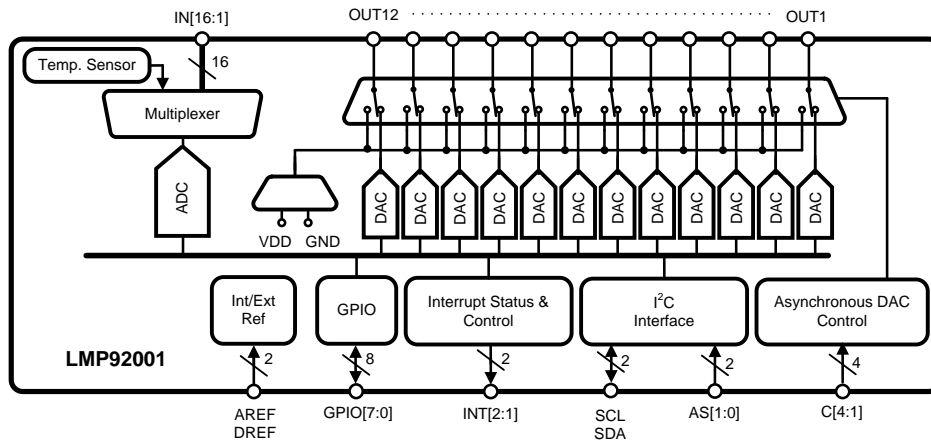 IN[16:1]
OUT12
OUT1
Temp. Sensor
16
Multiplexer
ADC
VDD GND
DAC DAC DAC DAC DAC DAC DAC DAC DAC DAC DAC DAC
Int/Ext
Ref
GPIO
Interrupt Status &
Control
I²C
Interface
Asynchronous DAC
Control
LMP92001
2
8
2
2
2
4
AREF
DREF
GPIO[7:0]
INT[2:1]
SCL
SDA
AS[1:0]
C[4:1]